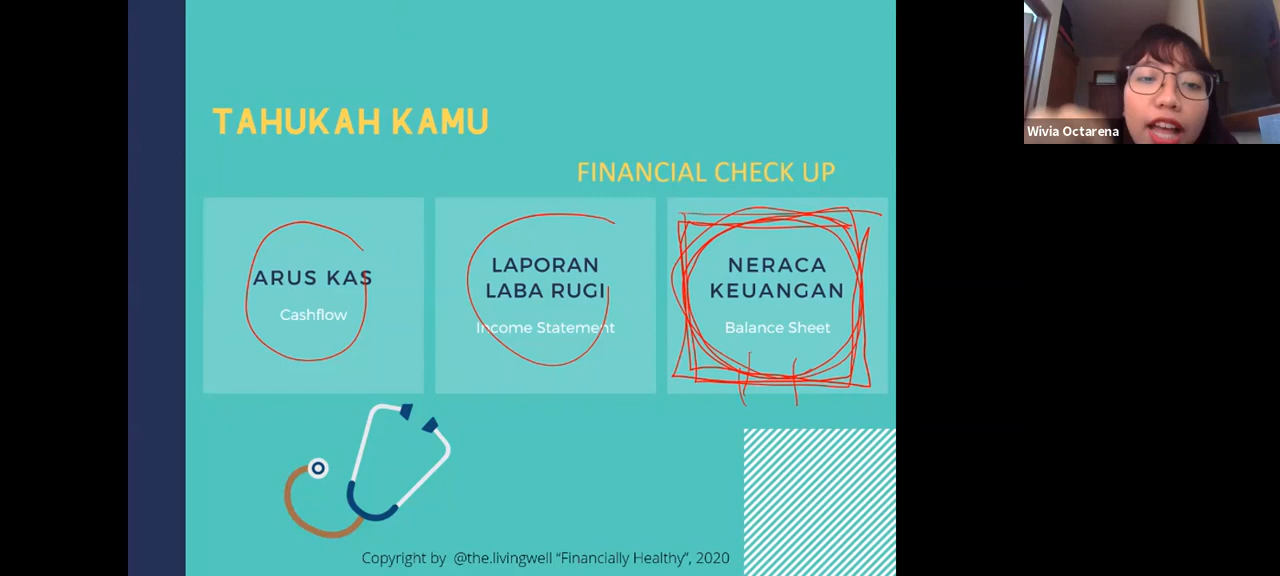 TAHUKAH KAMU
FINANCIAL CHECK UP
ARUS KAS
Cashflow
LAPORAN
LABA RUGI
Income Statement
NERACA
KEUANGAN
Balance Sheet
Copyright by @the.livingwell “Financially Healthy”, 2020
Wivia Octarena